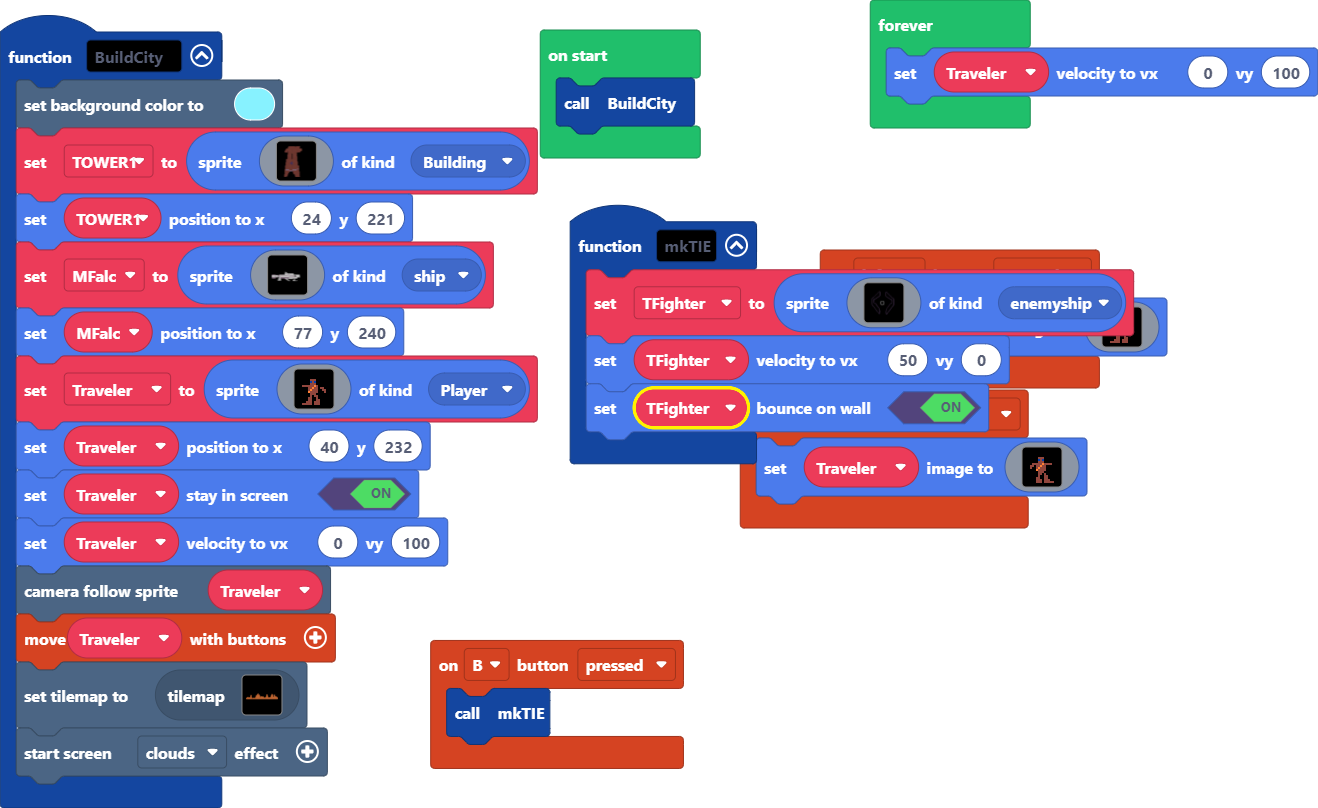 function BuildCity
set background color to
set TOWER1 to sprite of kind Building
set TOWER1 position to x 24 y 221
set MFalc to sprite of kind ship
set MFalc position to x 77 y 240
set Traveler to sprite of kind Player
set Traveler position to x 40 y 232
set Traveler stay in screen ON
set Traveler velocity to vx 0 vy 100
camera follow sprite Traveler
move Traveler with buttons
set tilemap to tilemap
start screen clouds effect
on start
call BuildCity
forever
set Traveler velocity to vx 0 vy 100
function mkTIE
set TFighter to sprite of kind enemyship
set TFighter velocity to vx 50 vy 0
set TFighter bounce on wall ON
set Traveler image to
on B button pressed
call mkTIE